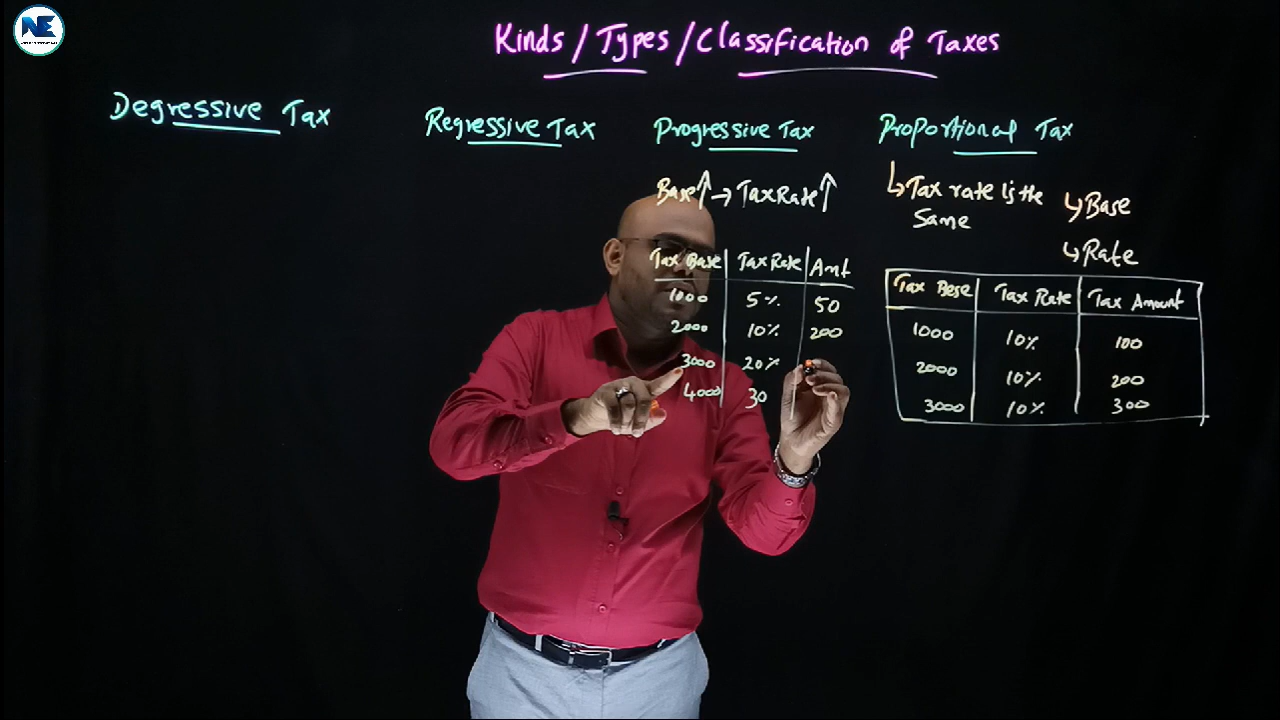 NE
Kinds / Types / Classification of Taxes
Degressive Tax
Regressive Tax
Progressive Tax
Base↑ → Tax Rate↑
Tax Base Tax Rate Amt
1000 5% 50
2000 10% 200
3000 20%
4000 30
Proportional Tax
↳ Tax rate is the
Same
↳ Base
↳ Rate
Tax Base Tax Rate Tax Amount
1000 10% 100
2000 10% 200
3000 10% 300